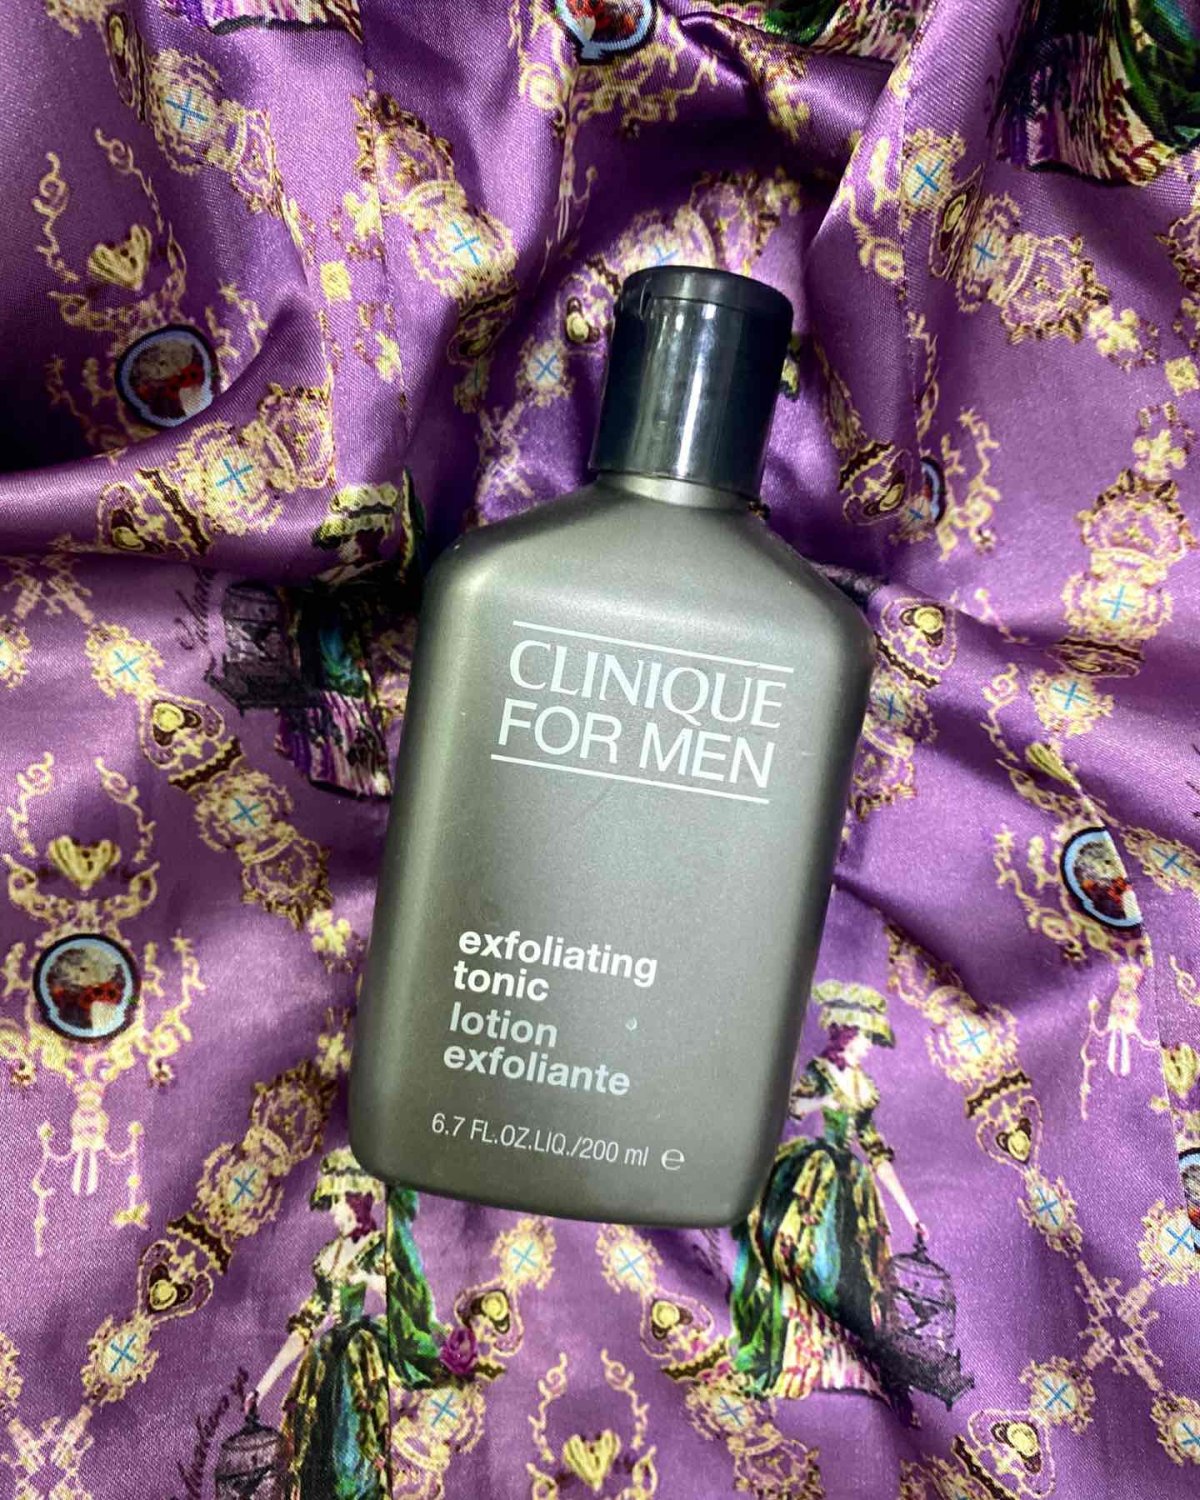 CLINIQUE
FOR MEN
exfoliating
tonic
lotion
exfoliante
6.7 FL.OZ.LIQ./200 ml ℮